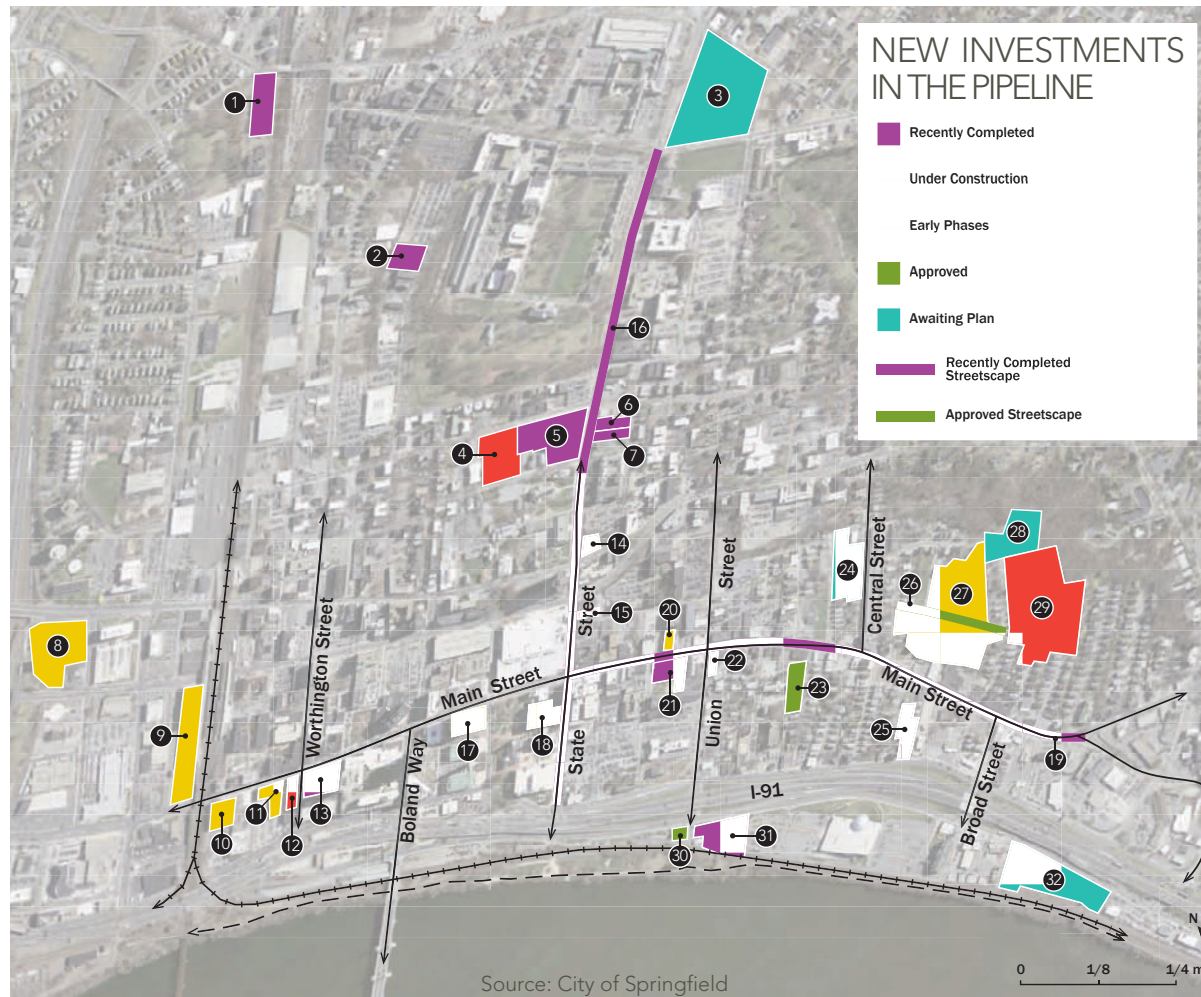 NEW INVESTMENTS
IN THE PIPELINE
Recently Completed
Under Construction
Early Phases
Approved
Awaiting Plan
Recently Completed
Streetscape
Approved Streetscape
1
3
2
16
6
5
7
4
14
15
Street
Street
Central Street
24
26
28
27
29
20
8
Worthington Street
Main Street
22
21
23
Main Street
9
17
18
State
Union
25
19
Boland Way
Broad Street
I-91
11
12
13
10
30
31
32
N
Source: City of Springfield
0 1/8 1/4 m